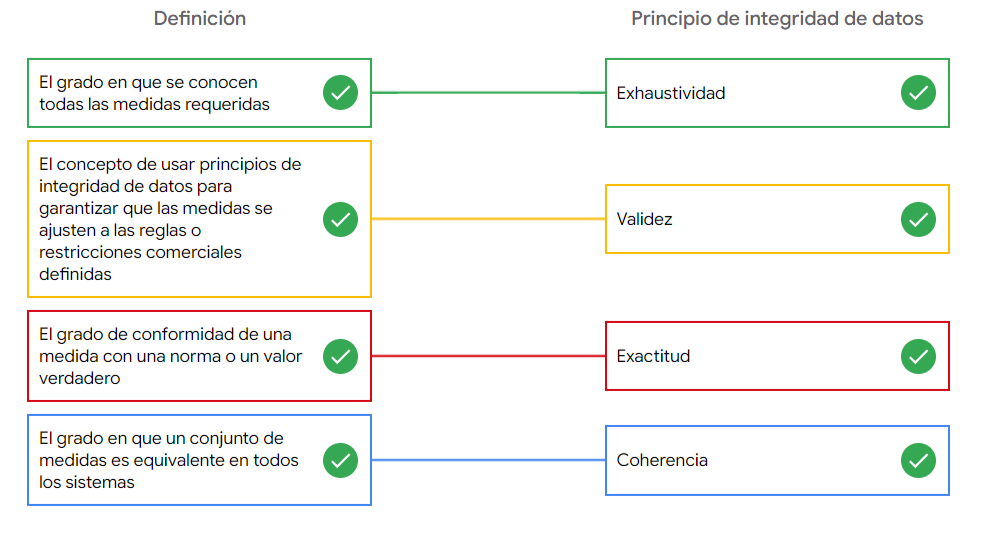 Definición
Principio de integridad de datos
El grado en que se conocen
todas las medidas requeridas
Exhaustividad
El concepto de usar principios de
integridad de datos para
garantizar que las medidas se
ajusten a las reglas o
restricciones comerciales
definidas
Validez
El grado de conformidad de una
medida con una norma o un valor
verdadero
Exactitud
El grado en que un conjunto de
medidas es equivalente en todos
los sistemas
Coherencia